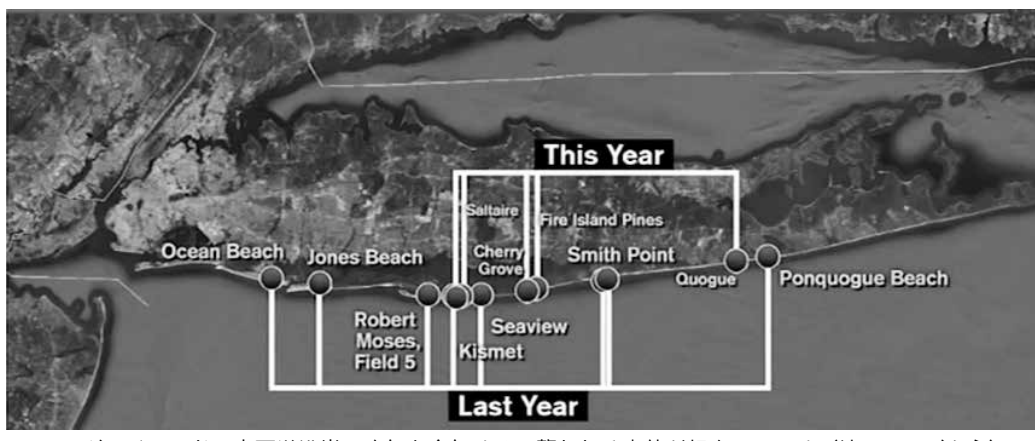 This Year
Saltaire
Fire Island Pines
Ocean Beach
Jones Beach
Cherry
Grove
Smith Point
Quogue
Ponquogue Beach
Robert
Moses,
Field 5
Kismet
Seaview
Last Year